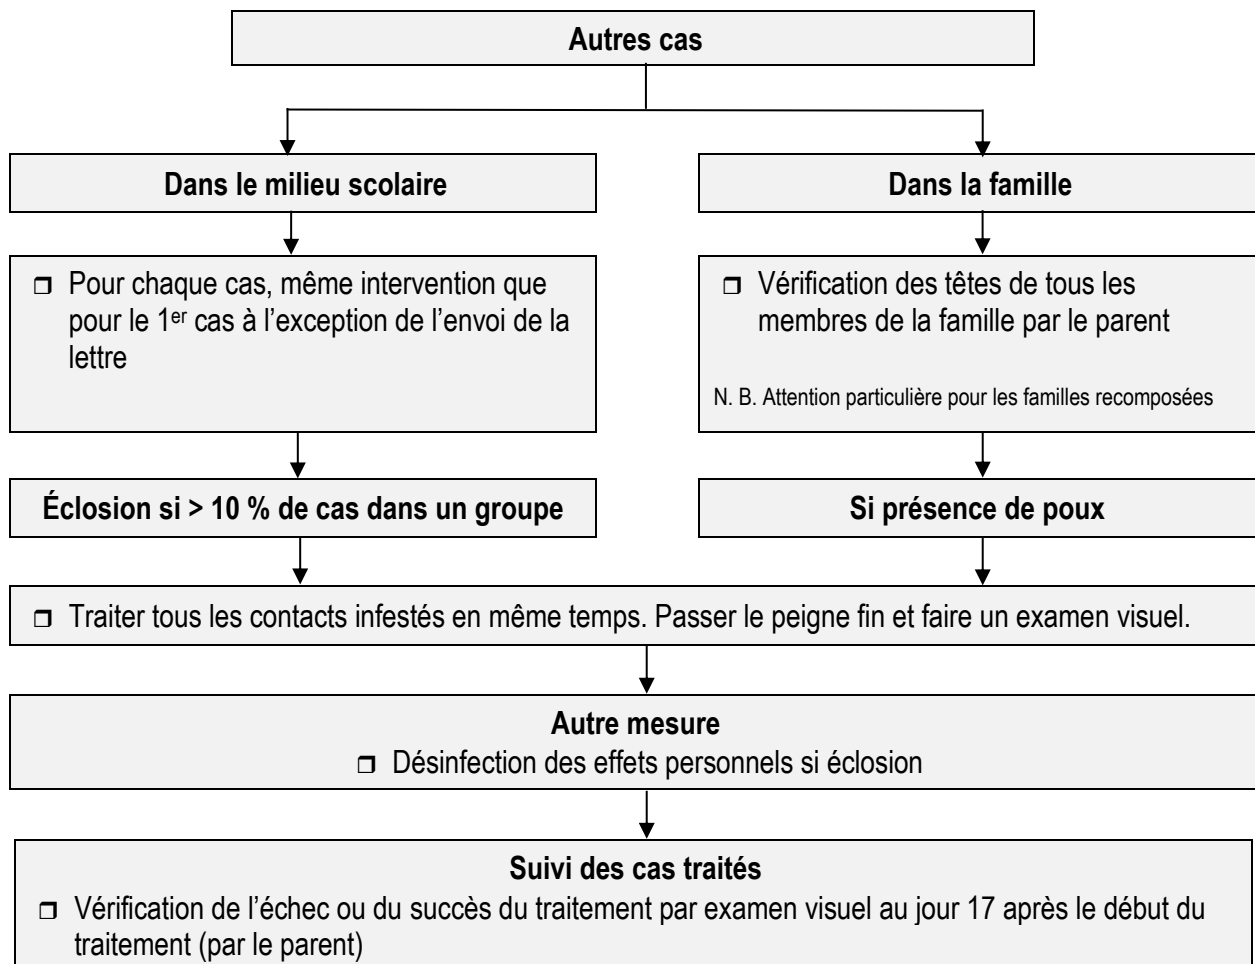 Autres cas
Dans le milieu scolaire
❒ Pour chaque cas, même intervention que
pour le 1er cas à l’exception de l’envoi de la
lettre
Éclosion si > 10 % de cas dans un groupe
Dans la famille
❒ Vérification des têtes de tous les
membres de la famille par le parent
N. B. Attention particulière pour les familles recomposées
Si présence de poux
❒ Traiter tous les contacts infestés en même temps. Passer le peigne fin et faire un examen visuel.
Autre mesure
❒ Désinfection des effets personnels si éclosion
Suivi des cas traités
❒ Vérification de l’échec ou du succès du traitement par examen visuel au jour 17 après le début du
traitement (par le parent)